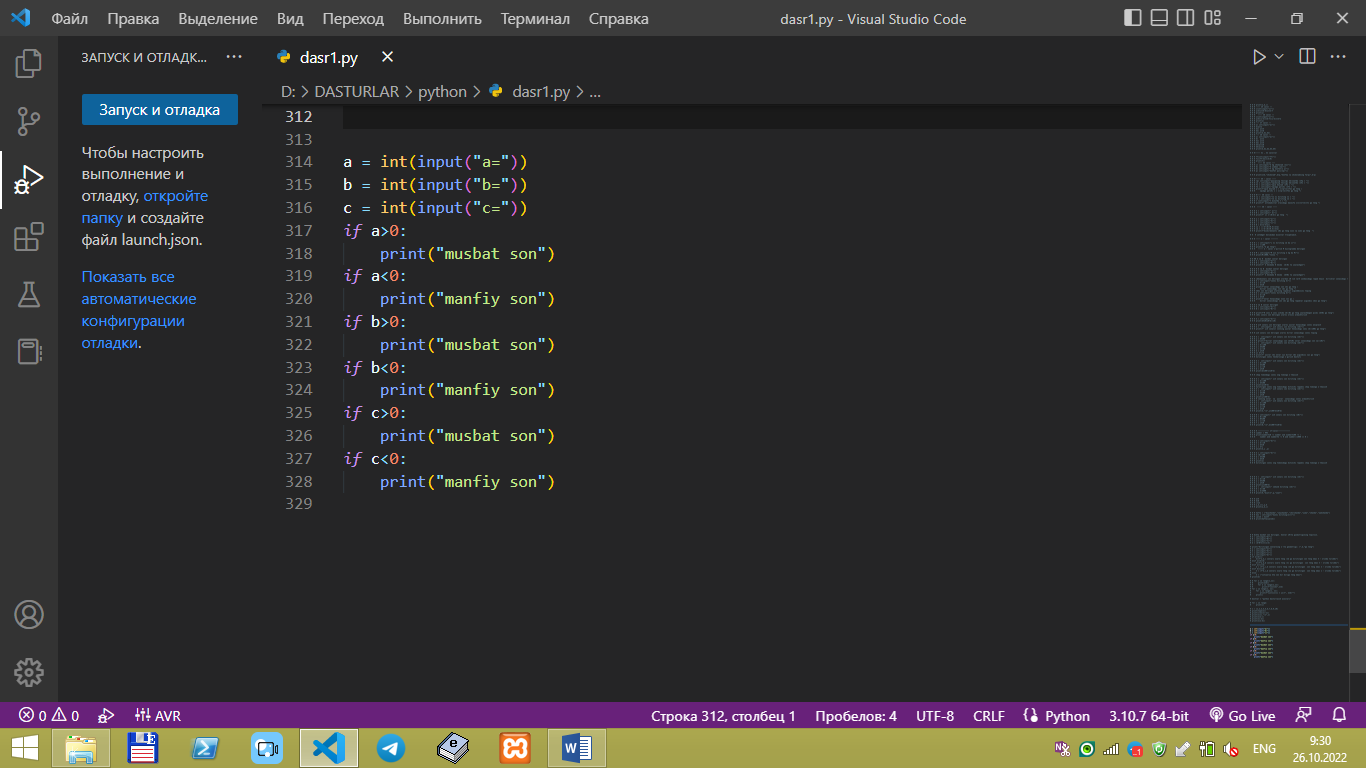 Файл Правка Выделение Вид Переход Выполнить Терминал Справка dasr1.py - Visual Studio Code
ЗАПУСК И ОТЛАДК... ···
dasr1.py
D: > DASTURLAR > python > dasr1.py > ...
Запуск и отладка
Чтобы настроить
выполнение и
отладку, откройте
папку и создайте
файл launch.json.
Показать все
автоматические
конфигурации
отладки.
312
313
314 a = int(input("a="))
315 b = int(input("b="))
316 c = int(input("c="))
317 if a>0:
318     print("musbat son")
319 if a<0:
320     print("manfiy son")
321 if b>0:
322     print("musbat son")
323 if b<0:
324     print("manfiy son")
325 if c>0:
326     print("musbat son")
327 if c<0:
328     print("manfiy son")
329
0 0 AVR Строка 312, столбец 1 Пробелов: 4 UTF-8 CRLF Python 3.10.7 64-bit Go Live
ENG 9:30
26.10.2022